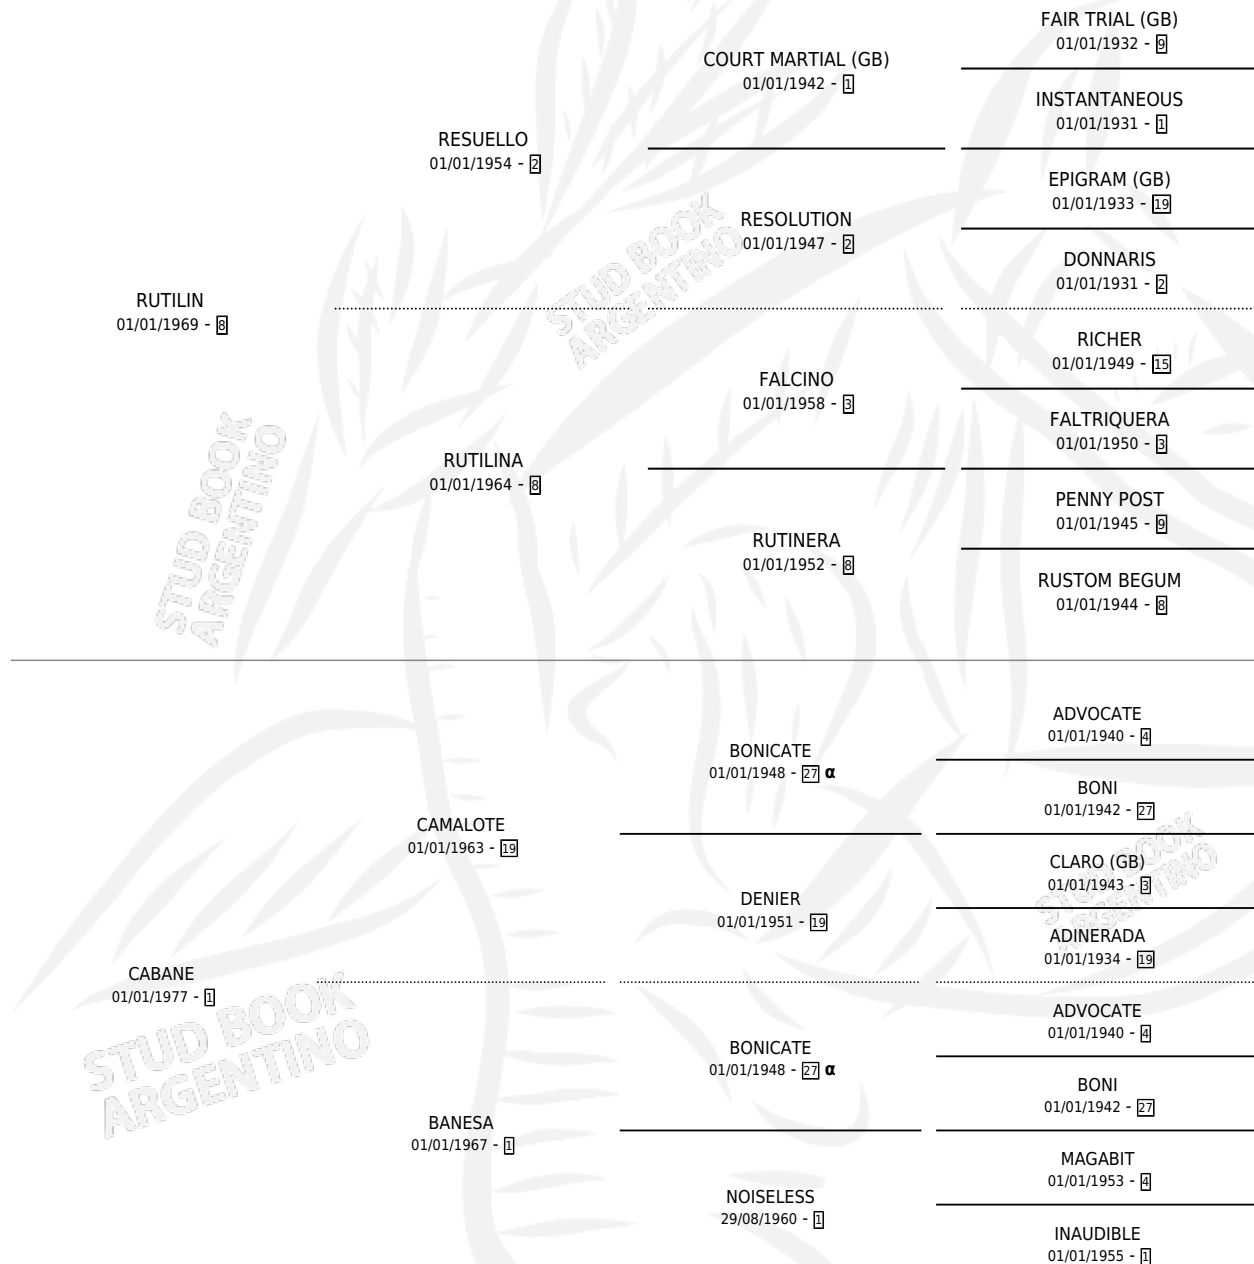 FAIR TRIAL (GB)
01/01/1932 - 9
COURT MARTIAL (GB)
01/01/1942 - 1
INSTANTANEOUS
01/01/1931 - 1
RESUELLO
01/01/1954 - 2
EPIGRAM (GB)
01/01/1933 - 19
RESOLUTION
01/01/1947 - 2
DONNARIS
01/01/1931 - 2
RUTILIN
01/01/1969 - 8
RICHER
01/01/1949 - 15
FALCINO
01/01/1958 - 3
FALTRIQUERA
01/01/1950 - 3
RUTILINA
01/01/1964 - 8
PENNY POST
01/01/1945 - 9
RUTINERA
01/01/1952 - 8
RUSTOM BEGUM
01/01/1944 - 8
ADVOCATE
01/01/1940 - 4
BONICATE
01/01/1948 - 27 α
BONI
01/01/1942 - 27
CAMALOTE
01/01/1963 - 19
CLARO (GB)
01/01/1943 - 3
DENIER
01/01/1951 - 19
ADINERADA
01/01/1934 - 19
CABANE
01/01/1977 - 1
ADVOCATE
01/01/1940 - 4
BONICATE
01/01/1948 - 27 α
BONI
01/01/1942 - 27
BANESA
01/01/1967 - 1
MAGABIT
01/01/1953 - 4
NOISELESS
29/08/1960 - 1
INAUDIBLE
01/01/1955 - 1
STUD BOOK
ARGENTINO
STUD BOOK
ARGENTINO
STUD BOOK
ARGENTINO
STUD BOOK
ARGENTINO